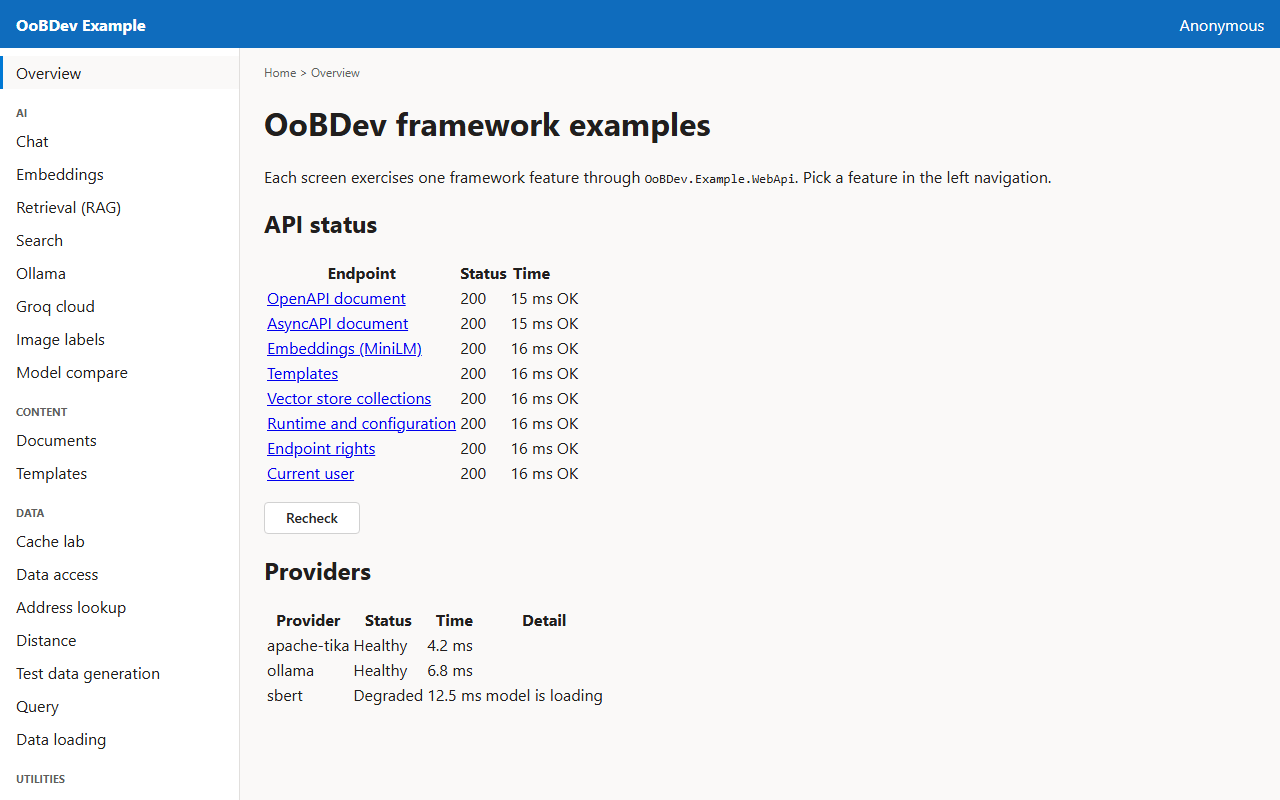 OoBDev Example
Anonymous
Overview
AI
Chat
Embeddings
Retrieval (RAG)
Search
Ollama
Groq cloud
Image labels
Model compare
CONTENT
Documents
Templates
DATA
Cache lab
Data access
Address lookup
Distance
Test data generation
Query
Data loading
UTILITIES
Home > Overview
OoBDev framework examples
Each screen exercises one framework feature through OoBDev.Example.WebApi. Pick a feature in the left navigation.
API status
Endpoint Status Time
OpenAPI document 200 15 ms OK
AsyncAPI document 200 15 ms OK
Embeddings (MiniLM) 200 16 ms OK
Templates 200 16 ms OK
Vector store collections 200 16 ms OK
Runtime and configuration 200 16 ms OK
Endpoint rights 200 16 ms OK
Current user 200 16 ms OK
Recheck
Providers
Provider Status Time Detail
apache-tika Healthy 4.2 ms
ollama Healthy 6.8 ms
sbert Degraded 12.5 ms model is loading